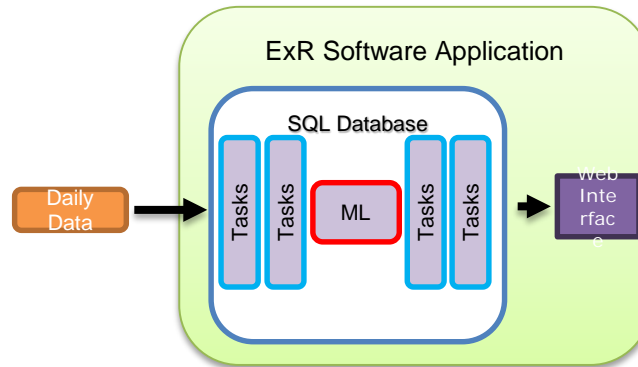 ExR Software Application
SQL Database
Daily
Data
Tasks
Tasks
ML
Tasks
Tasks
Web
Inte
rfac
e